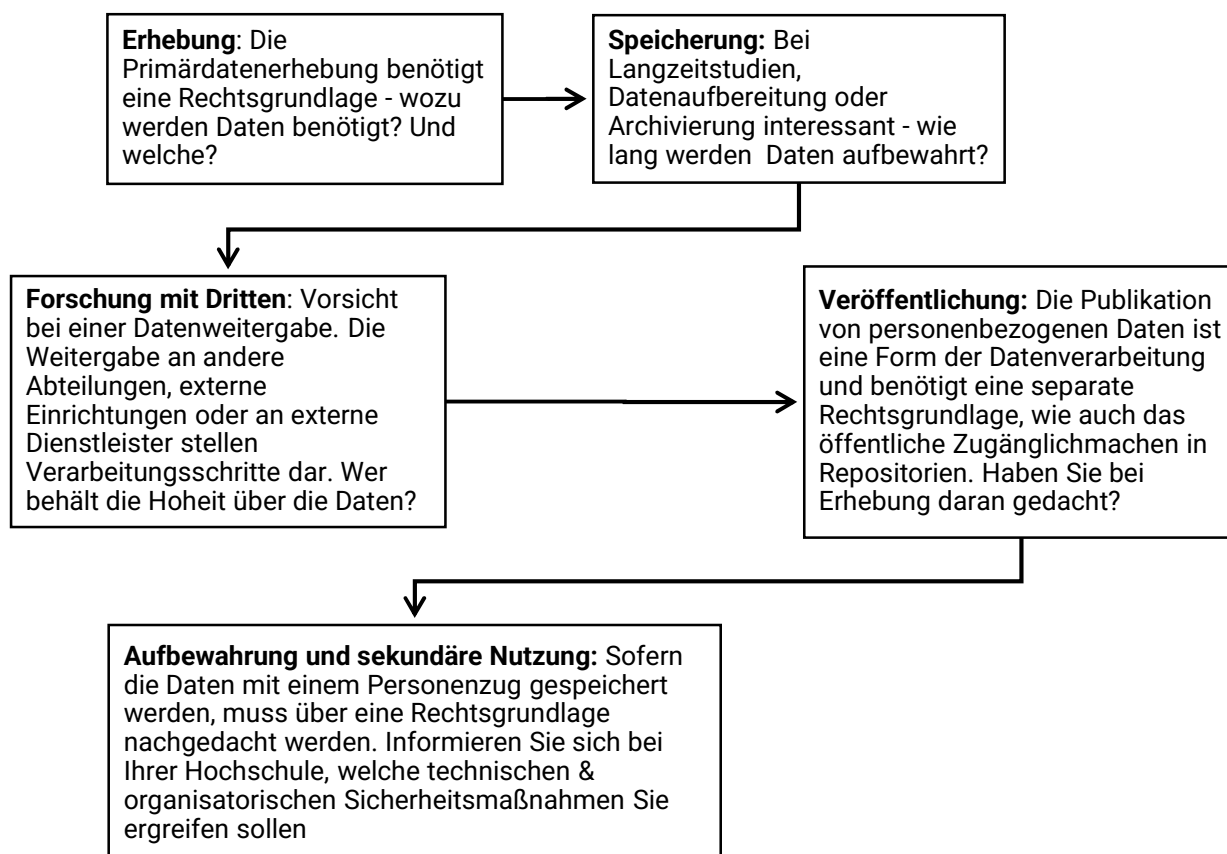 Erhebung: Die
Primärdatenerhebung benötigt
eine Rechtsgrundlage - wozu
werden Daten benötigt? Und
welche?
Speicherung: Bei
Langzeitstudien,
Datenaufbereitung oder
Archivierung interessant - wie
lang werden  Daten aufbewahrt?
Forschung mit Dritten: Vorsicht
bei einer Datenweitergabe. Die
Weitergabe an andere
Abteilungen, externe
Einrichtungen oder an externe
Dienstleister stellen
Verarbeitungsschritte dar. Wer
behält die Hoheit über die Daten?
Veröffentlichung: Die Publikation
von personenbezogenen Daten ist
eine Form der Datenverarbeitung
und benötigt eine separate
Rechtsgrundlage, wie auch das
öffentliche Zugänglichmachen in
Repositorien. Haben Sie bei
Erhebung daran gedacht?
Aufbewahrung und sekundäre Nutzung: Sofern
die Daten mit einem Personenzug gespeichert
werden, muss über eine Rechtsgrundlage
nachgedacht werden. Informieren Sie sich bei
Ihrer Hochschule, welche technischen &
organisatorischen Sicherheitsmaßnahmen Sie
ergreifen sollen